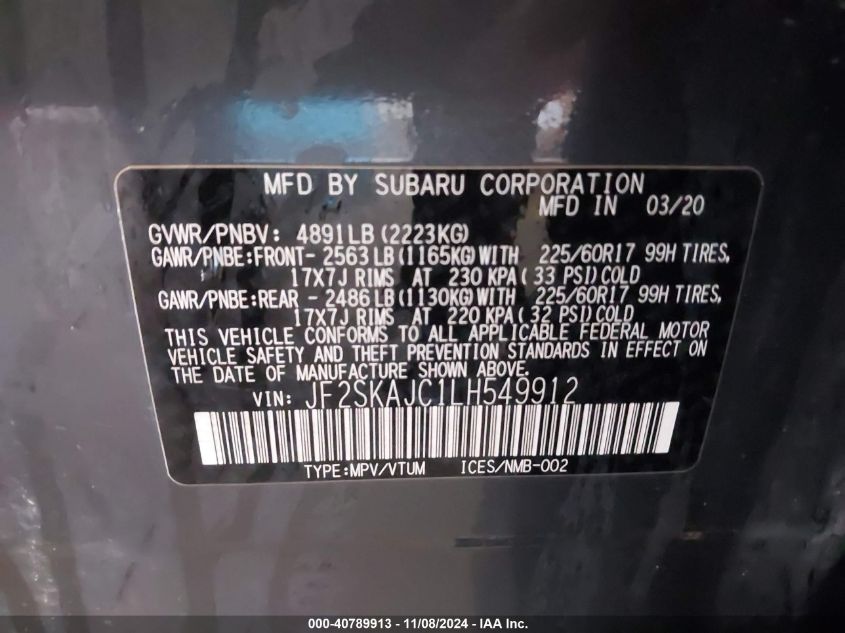 MFD BY SUBARU CORPORATION
MFD IN 03/20
GVWR/PNBV: 4891LB (2223KG)
GAWR/PNBE:FRONT- 2563 LB (1165KG) WITH 225/60R17 99H TIRES,
17X7J RIMS AT 230 KPA ( 33 PSI) COLD
GAWR/PNBE:REAR - 2486 LB (1130KG) WITH 225/60R17 99H TIRES,
17X7J RIMS AT 220 KPA ( 32 PSI) COLD
THIS VEHICLE CONFORMS TO ALL APPLICABLE FEDERAL MOTOR
VEHICLE SAFETY AND THEFT PREVENTION STANDARDS IN EFFECT ON
THE DATE OF MANUFACTURE SHOWN ABOVE.
VIN: JF2SKAJC1LH549912
TYPE:MPV/VTUM ICES/NMB-002
000-40789913 - 11/08/2024 - IAA Inc.